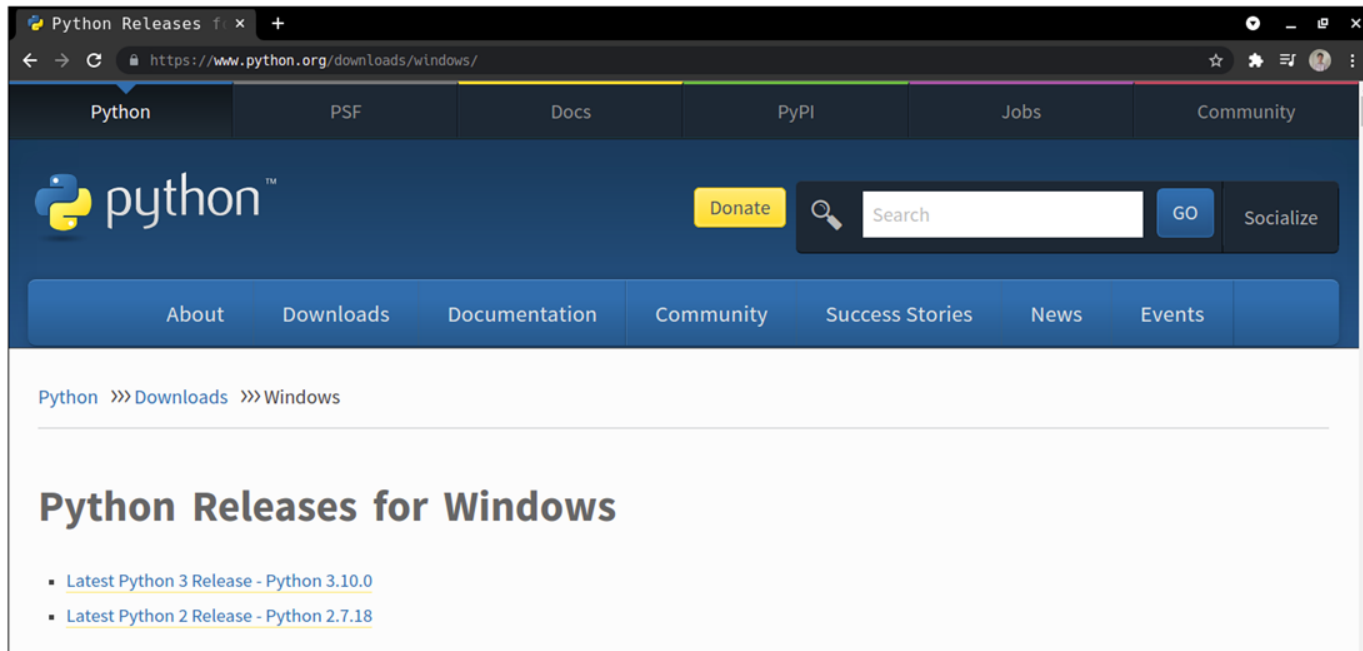 Python Releases f
https://www.python.org/downloads/windows/
Python PSF Docs PyPI Jobs Community
python™
Donate Search GO Socialize
About Downloads Documentation Community Success Stories News Events
Python >>> Downloads >>> Windows
Python Releases for Windows
Latest Python 3 Release - Python 3.10.0
Latest Python 2 Release - Python 2.7.18